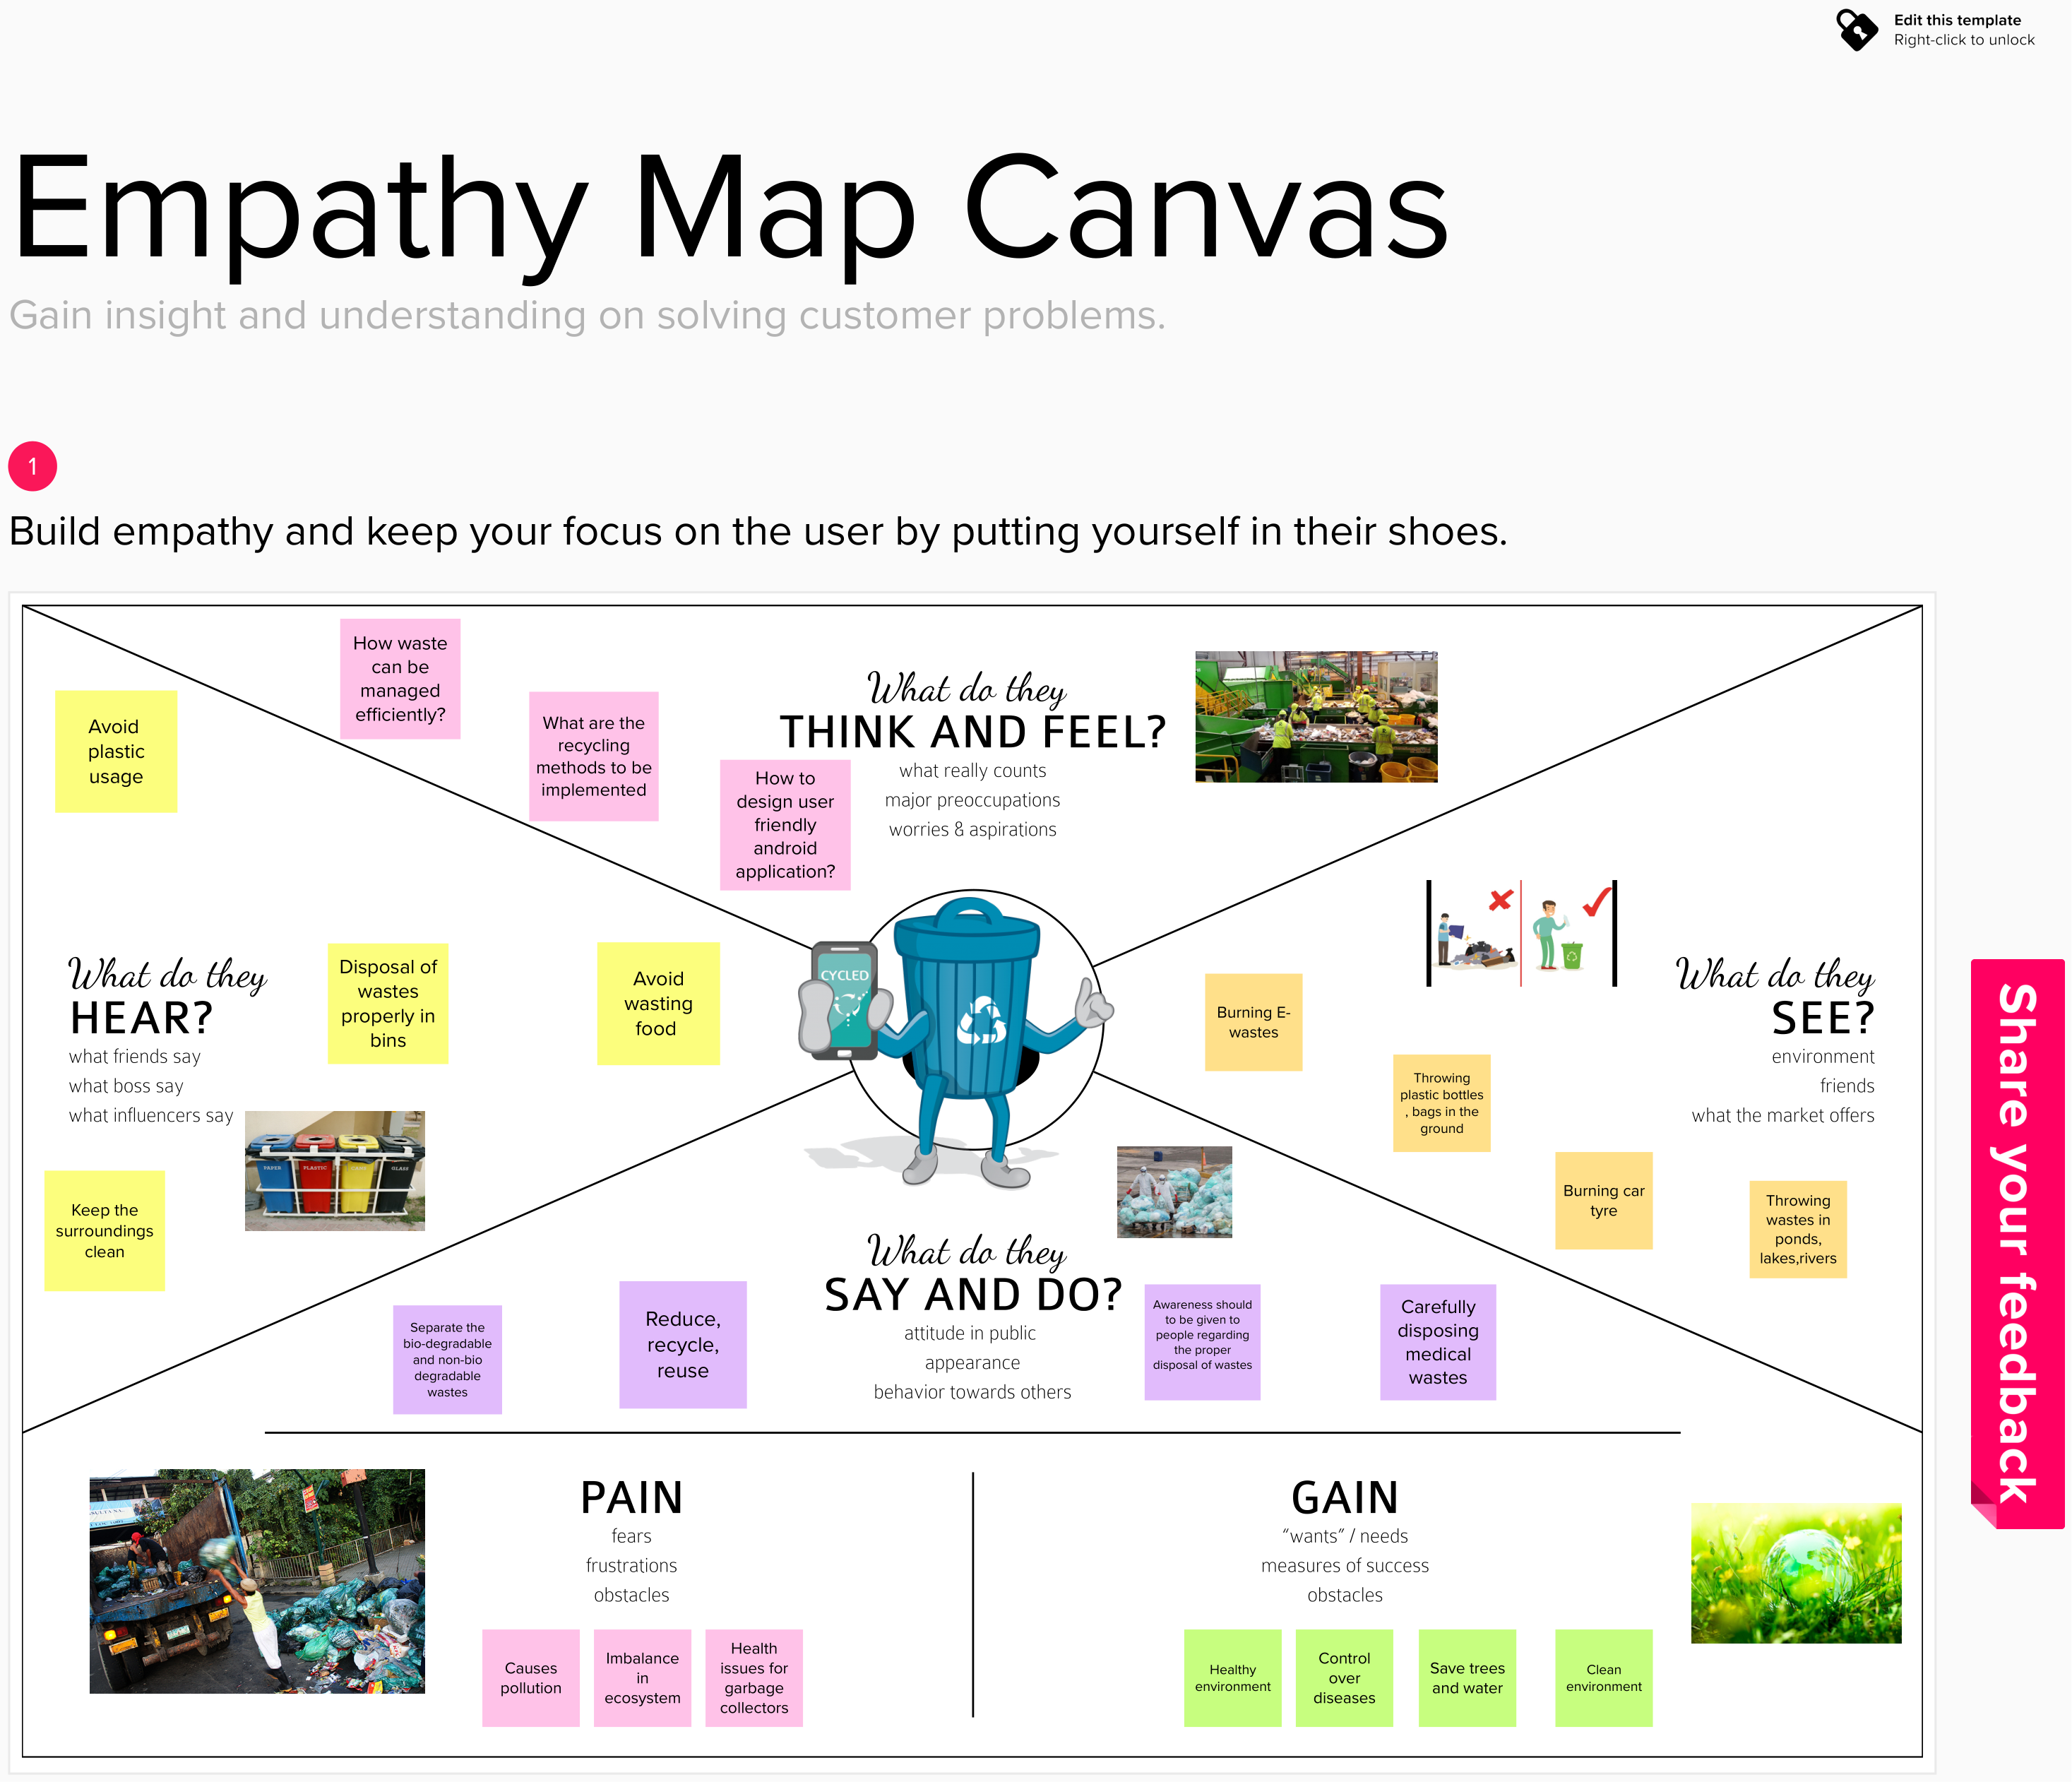 Edit this template
Right-click to unlock
Empathy Map Canvas
Gain insight and understanding on solving customer problems.
1
Build empathy and keep your focus on the user by putting yourself in their shoes.
How waste
can be
managed
efficiently?
What are the
recycling
methods to be
implemented
How to
design user
friendly
android
application?
What do they
THINK AND FEEL?
what really counts
major preoccupations
worries & aspirations
Avoid
plastic
usage
What do they
HEAR?
what friends say
what boss say
what influencers say
Disposal of
wastes
properly in
bins
Avoid
wasting
food
Keep the
surroundings
clean
PAPER
PLASTIC
GLASS
CYCLED
Burning E-
wastes
Throwing
plastic bottles
, bags in the
ground
Burning car
tyre
Throwing
wastes in
ponds,
lakes,rivers
What do they
SEE?
environment
friends
what the market offers
Share your feedback
What do they
SAY AND DO?
attitude in public
appearance
behavior towards others
Separate the
bio-degradable
and non-bio
degradable
wastes
Reduce,
recycle,
reuse
Awareness should
to be given to
people regarding
the proper
disposal of wastes
Carefully
disposing
medical
wastes
PAIN
fears
frustrations
obstacles
Causes
pollution
Imbalance
in
ecosystem
Health
issues for
garbage
collectors
GAIN
“wants” / needs
measures of success
obstacles
Healthy
environment
Control
over
diseases
Save trees
and water
Clean
environment